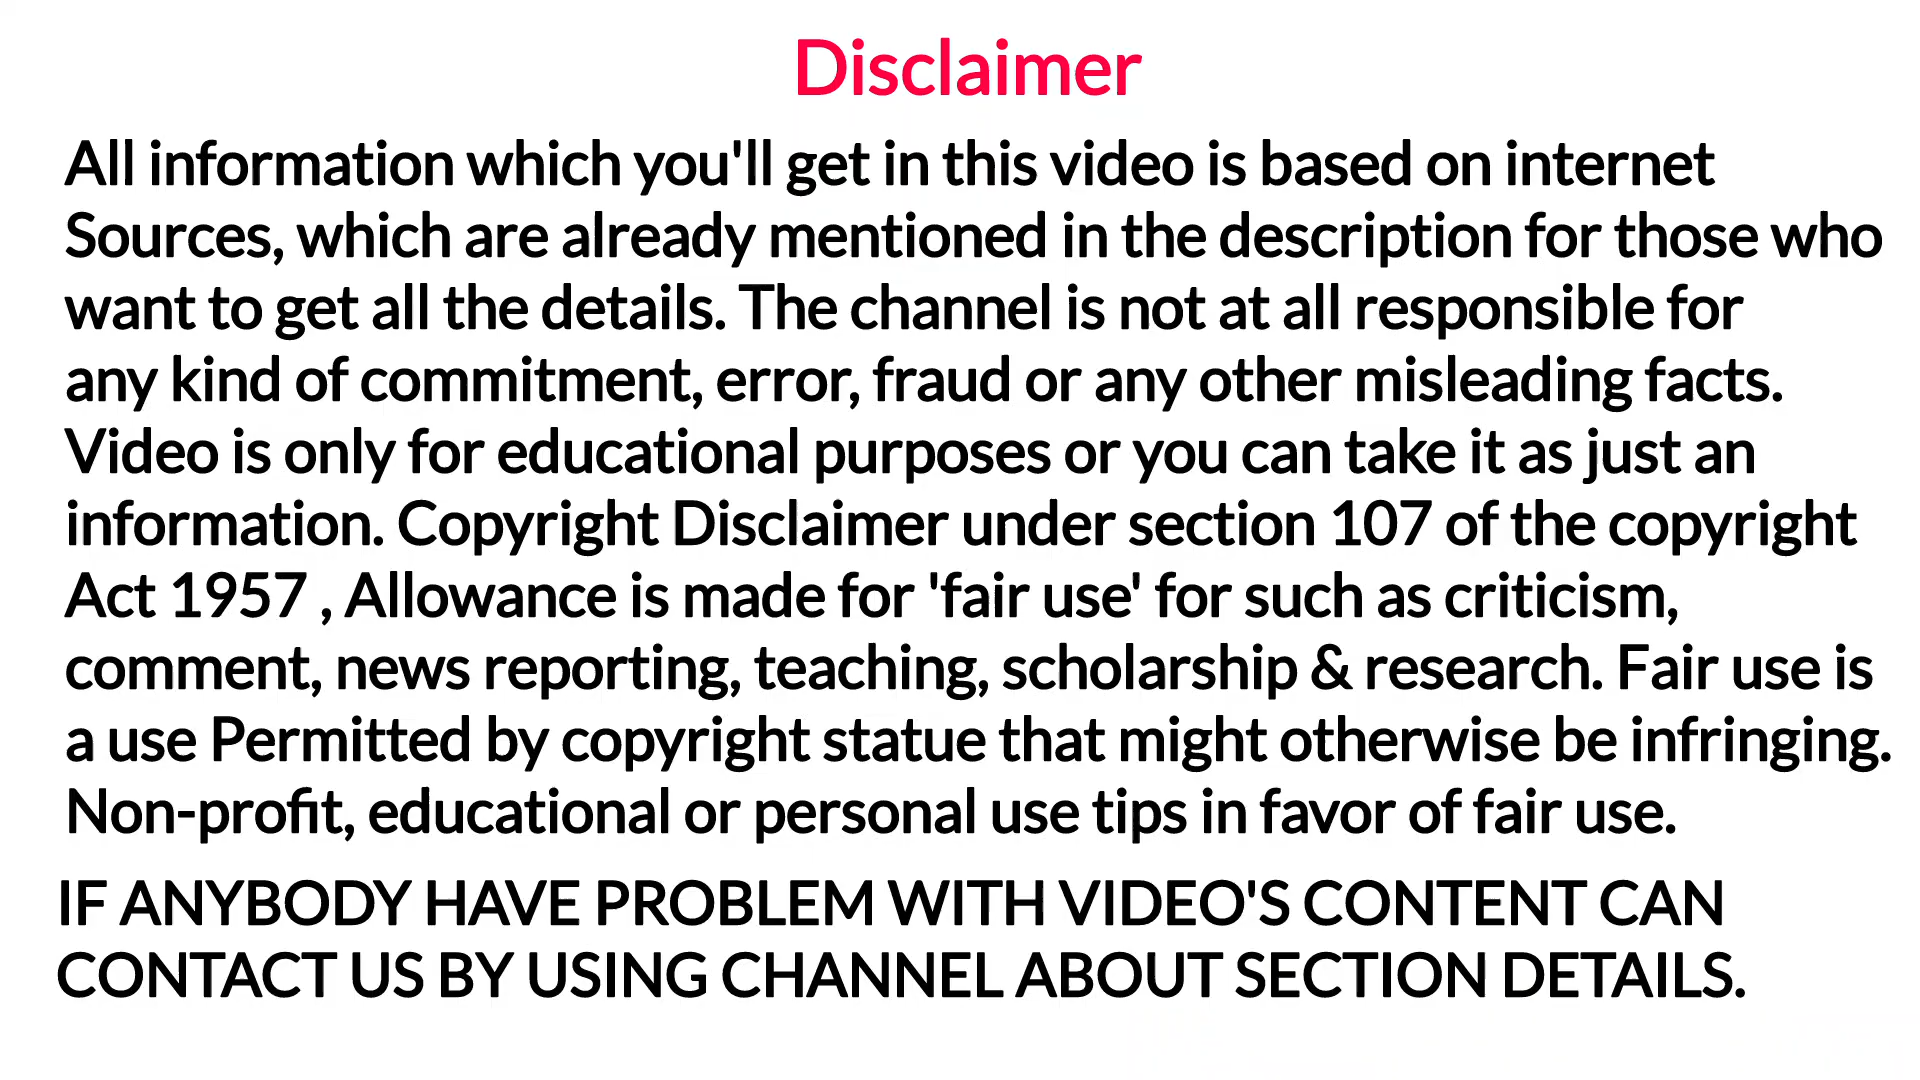 Disclaimer
All information which you'll get in this video is based on internet
Sources, which are already mentioned in the description for those who
want to get all the details. The channel is not at all responsible for
any kind of commitment, error, fraud or any other misleading facts.
Video is only for educational purposes or you can take it as just an
information. Copyright Disclaimer under section 107 of the copyright
Act 1957 , Allowance is made for 'fair use' for such as criticism,
comment, news reporting, teaching, scholarship & research. Fair use is
a use Permitted by copyright statue that might otherwise be infringing.
Non-profit, educational or personal use tips in favor of fair use.
IF ANYBODY HAVE PROBLEM WITH VIDEO'S CONTENT CAN
CONTACT US BY USING CHANNEL ABOUT SECTION DETAILS.